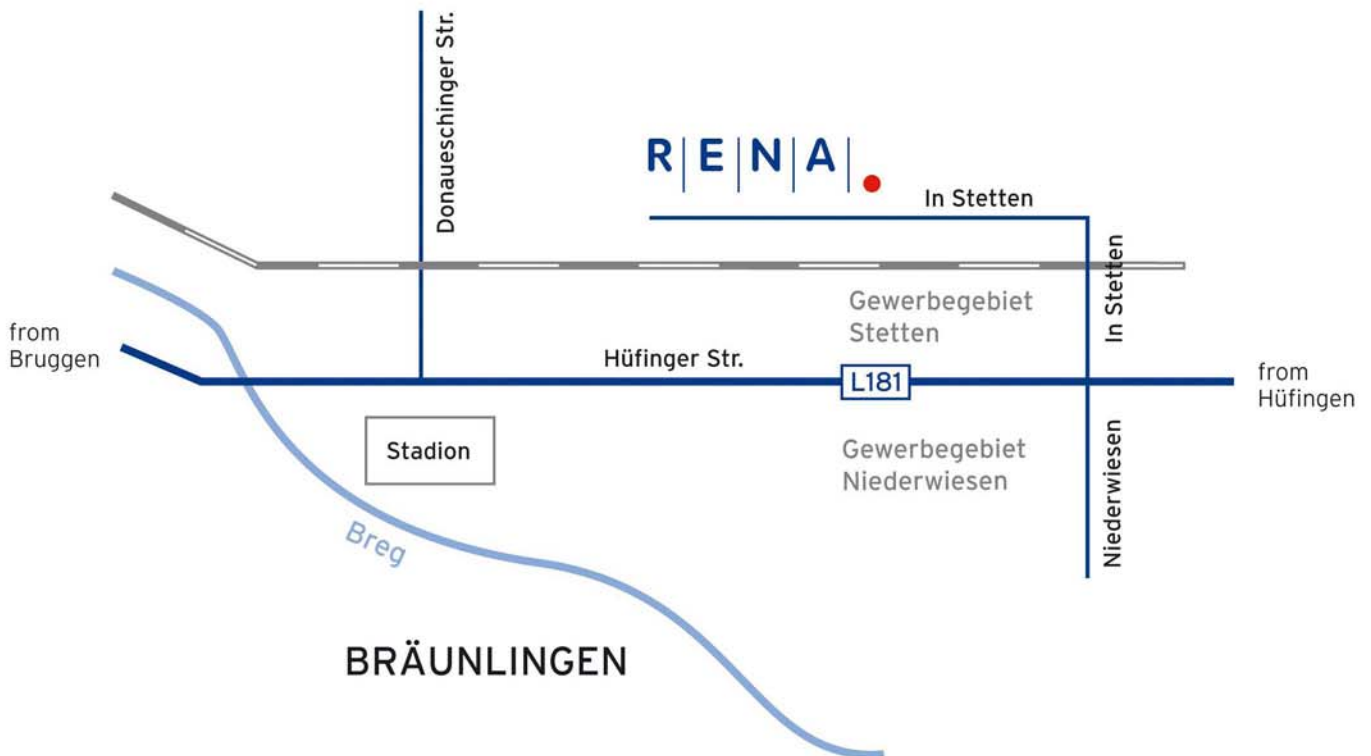 Donaueschinger Str.
R|E|N|A|
In Stetten
In Stetten
Gewerbegebiet
Stetten
from
Bruggen
Hüfinger Str.
L181
from
Hüfingen
Stadion
Gewerbegebiet
Niederwiesen
Niederwiesen
Breg
BRÄUNLINGEN